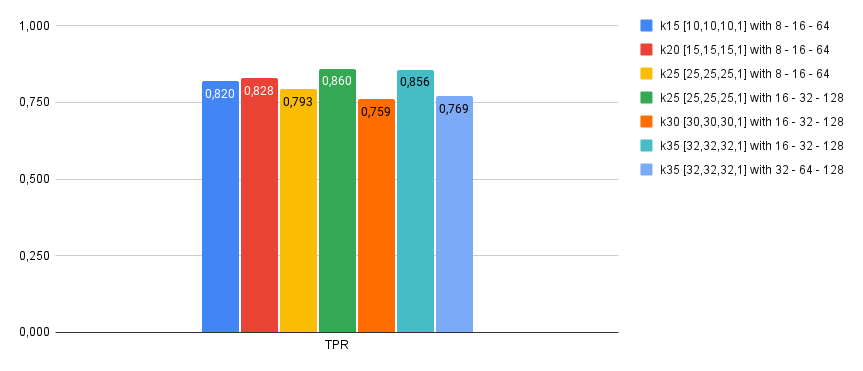 1,000
0,750
0,500
0,250
0,000
0,820
0,828
0,793
0,860
0,759
0,856
0,769
TPR
k15 [10,10,10,1] with 8 - 16 - 64
k20 [15,15,15,1] with 8 - 16 - 64
k25 [25,25,25,1] with 8 - 16 - 64
k25 [25,25,25,1] with 16 - 32 - 128
k30 [30,30,30,1] with 16 - 32 - 128
k35 [32,32,32,1] with 16 - 32 - 128
k35 [32,32,32,1] with 32 - 64 - 128